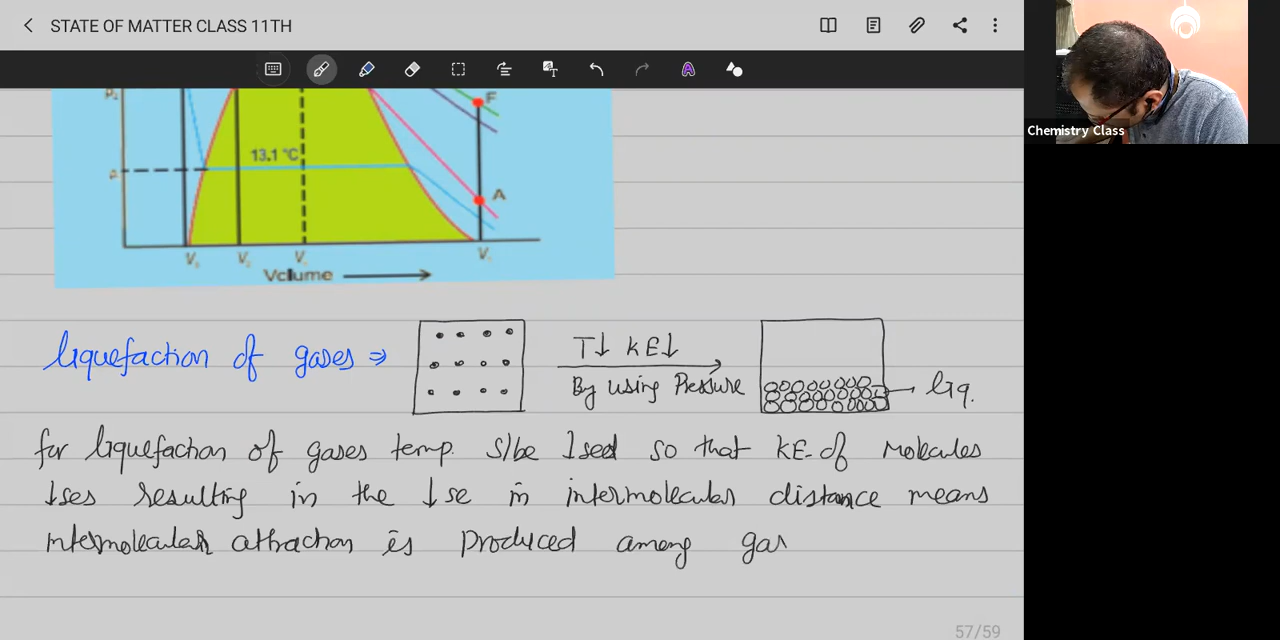 STATE OF MATTER CLASS 11TH
Chemistry Class
F
13.1 °C
A
Volume
liquefaction of gases ⇒
T↓ KE↓
By using Pressure
liq.
for liquefaction of gases temp. s/be ↓sed so that KE of Molecules
↓ses resulting in the ↓se in intermolecular distance means
intermolecular attraction is produced among gas
57/59